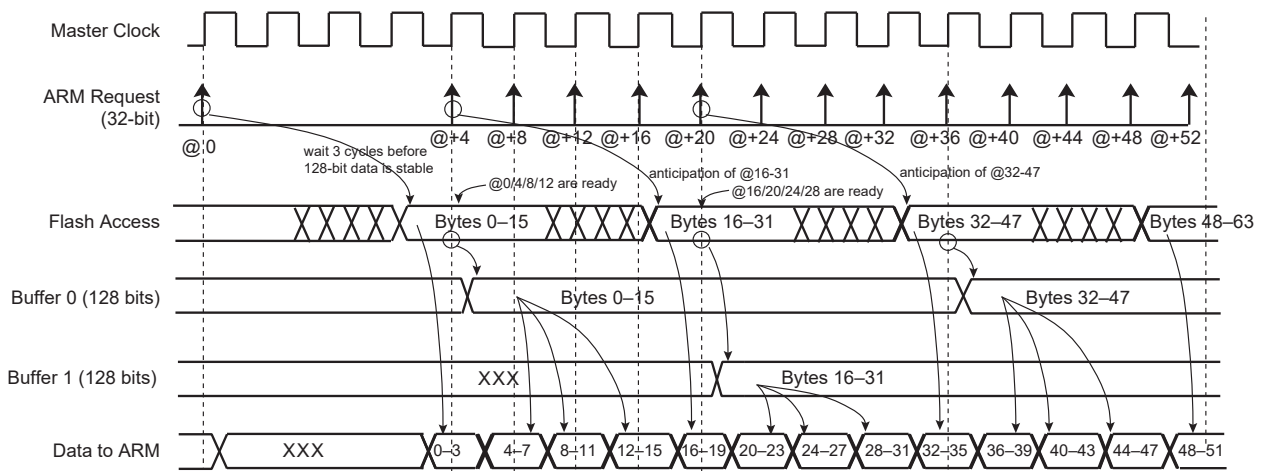 Master Clock
ARM Request
(32-bit)
@ 0
@+4
@+8
@+12
@+16
@+20
@+24
@+28
@+32
@+36
@+40
@+44
@+48
@+52
wait 3 cycles before
128-bit data is stable
@0/4/8/12 are ready
anticipation of @16-31
@16/20/24/28 are ready
anticipation of @32-47
Flash Access
Bytes 0–15
Bytes 16–31
Bytes 32–47
Bytes 48–63
Buffer 0 (128 bits)
Bytes 0–15
Bytes 32–47
Buffer 1 (128 bits)
XXX
Bytes 16–31
Data to ARM
XXX
0–3
4–7
8–11
12–15
16–19
20–23
24–27
28–31
32–35
36–39
40–43
44–47
48–51